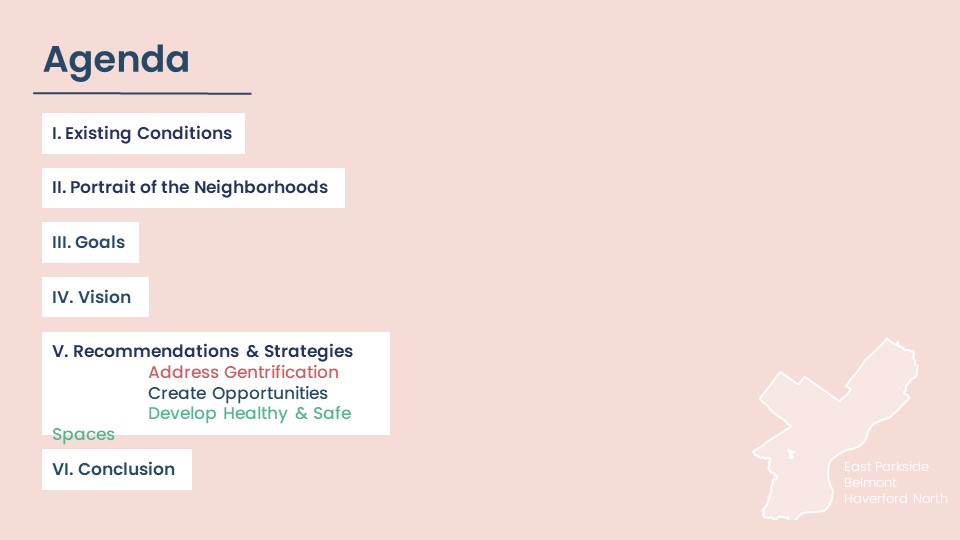 Agenda
I. Existing Conditions
II. Portrait of the Neighborhoods
III. Goals
IV. Vision
V. Recommendations & Strategies
Address Gentrification
Create Opportunities
Develop Healthy & Safe
Spaces
VI. Conclusion
East Parkside
Belmont
Haverford North